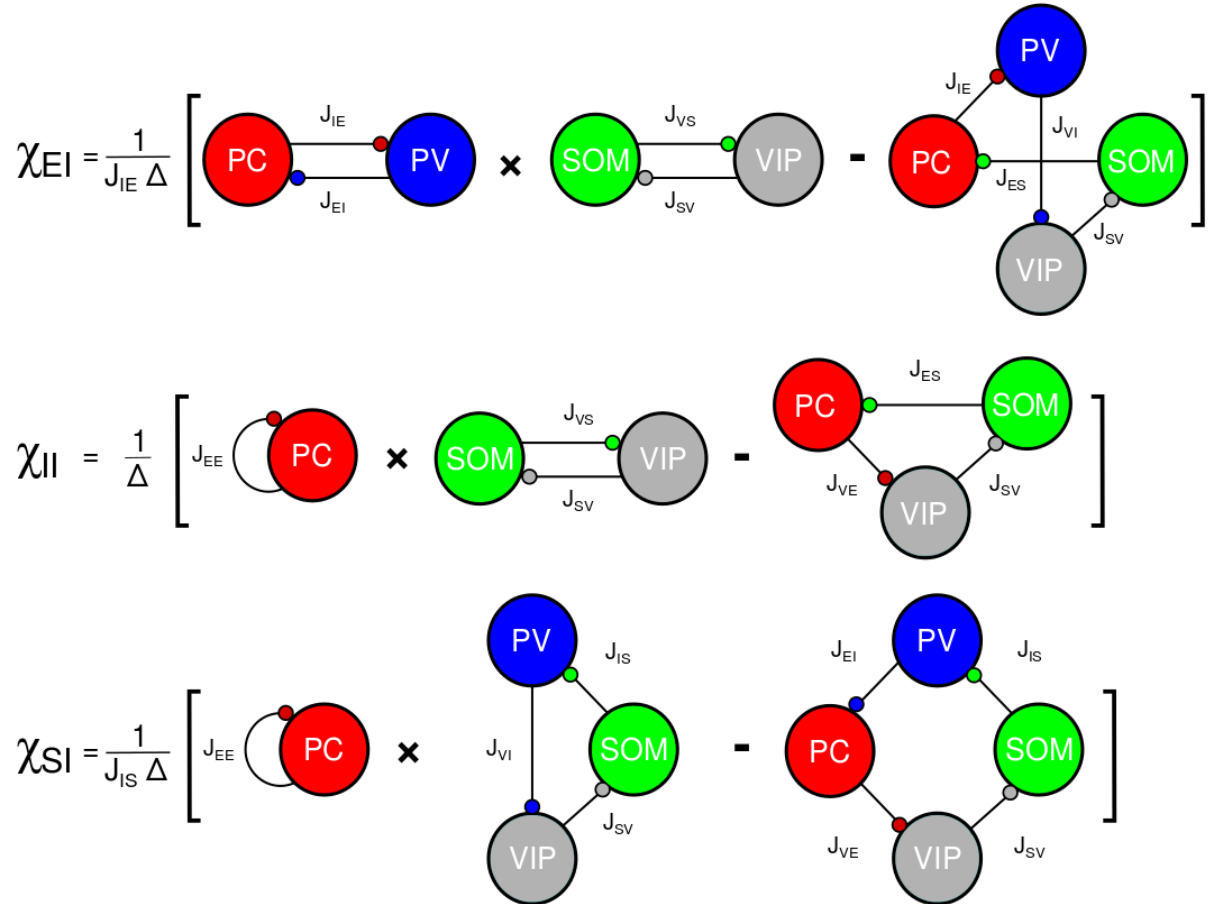 χEI = 1/(JIE Δ) [ PC JIE JEI PV × SOM JVS JSV VIP - PC JIE PV JVI JES SOM JSV VIP ]
χII = 1/Δ [ JEE PC × SOM JVS JSV VIP - PC JES SOM JVE JSV VIP ]
χSI = 1/(JIS Δ) [ JEE PC × PV JIS JVI SOM JSV VIP - PV JEI JIS PC SOM JVE JSV VIP ]